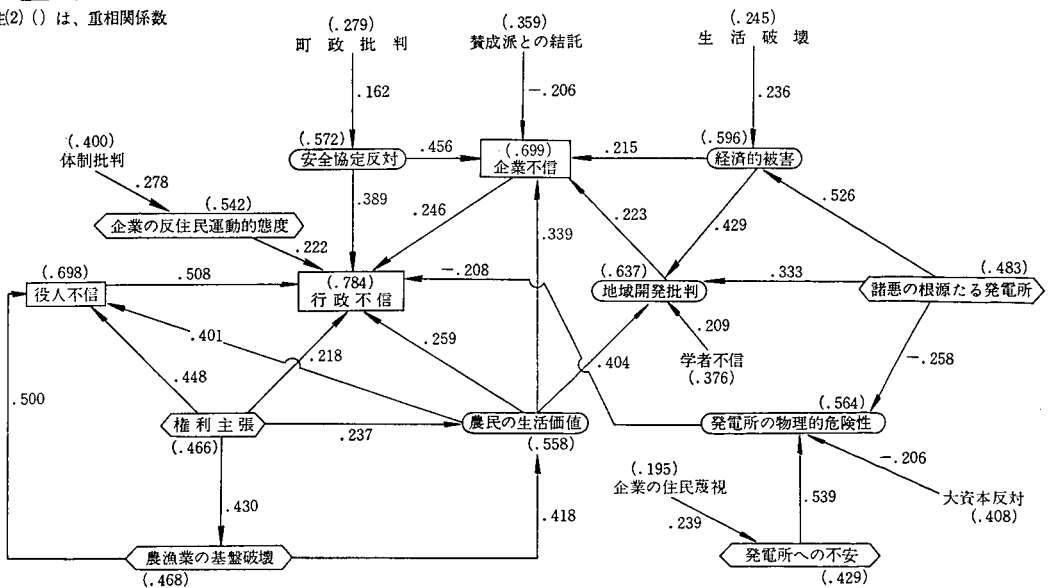 注(2) () は、重相関係数
(.279)
町政批判
(.359)
賛成派との結託
(.245)
生活破壊
.162
−.206
.236
(.400)
体制批判
(.572)
安全協定反対
.456
(.699)
企業不信
.215
(.596)
経済的被害
.278
(.542)
企業の反住民運動的態度
.389
.246
.223
.429
.526
.222
.339
(.698)
役人不信
.508
(.784)
行政不信
−.208
(.637)
地域開発批判
.333
(.483)
諸悪の根源たる発電所
.401
.218
.259
.404
.209
学者不信
(.376)
−.258
.448
.500
権利主張
(.466)
.237
農民の生活価値
(.558)
(.564)
発電所の物理的危険性
.430
.418
(.195)
企業の住民蔑視
.239
.539
−.206
大資本反対
(.408)
農漁業の基盤破壊
(.468)
発電所への不安
(.429)